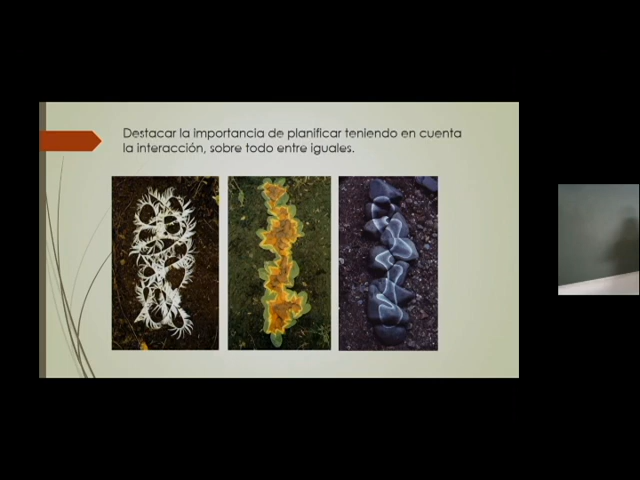 Destacar la importancia de planificar teniendo en cuenta
la interacción, sobre todo entre iguales.